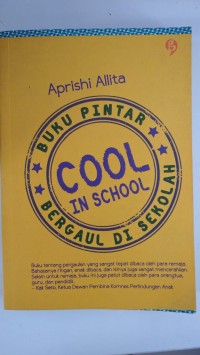 Aprishi Allita
BUKU PINTAR
COOL
IN SCHOOL
BERGAUL DI SEKOLAH
Buku tentang pergaulan yang sangat tepat dibaca oleh para remaja.
Bahasanya ringan, enak dibaca, dan isinya juga sangat mencerahkan.
Selain untuk remaja, buku ini juga patut dibaca oleh para orangtua,
guru, dan pendidik.
– Kak Seto, Ketua Dewan Pembina Komnas Perlindungan Anak